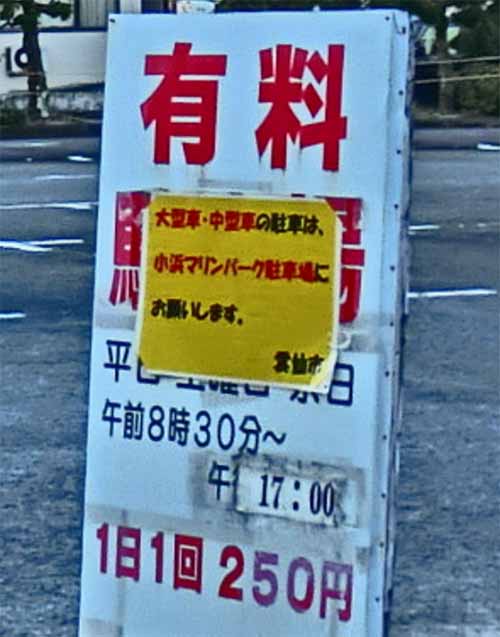 有料
大型車・中型車の駐車は、
小浜マリンパーク駐車場に
お願いします。
雲仙市
午前8時30分～
午 17:00
1日1回 250円